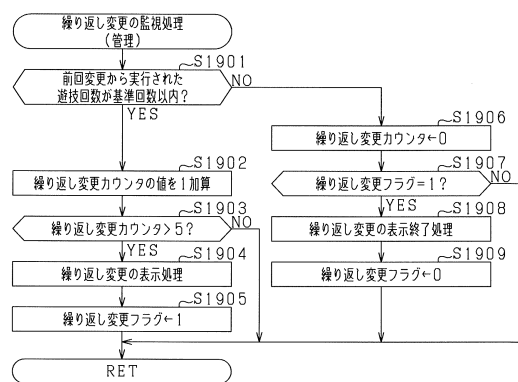 繰り返し変更の監視処理
(管理)
S1901
前回変更から実行された
遊技回数が基準回数以内?
NO
YES
S1902
繰り返し変更カウンタの値を1加算
S1903
繰り返し変更カウンタ>5?
NO
YES
S1904
繰り返し変更の表示処理
S1905
繰り返し変更フラグ←1
S1906
繰り返し変更カウンタ←0
S1907
繰り返し変更フラグ=1?
NO
YES
S1908
繰り返し変更の表示終了処理
S1909
繰り返し変更フラグ←0
RET